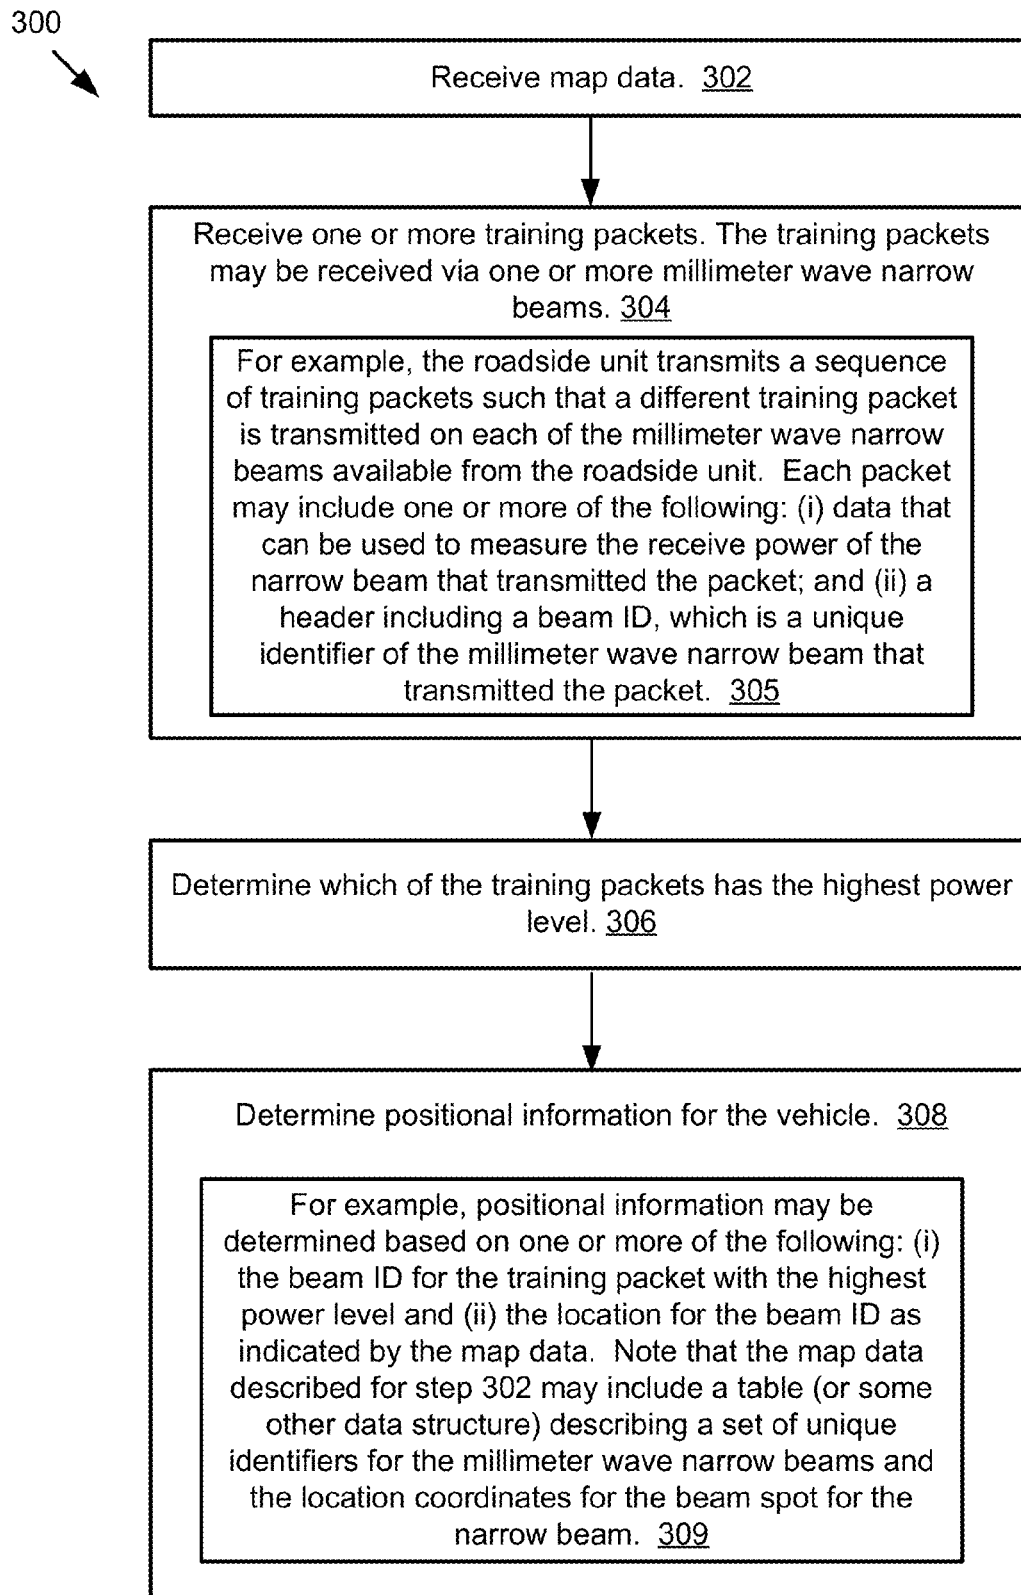 300
Receive map data. 302
Receive one or more training packets. The training packets
may be received via one or more millimeter wave narrow
beams. 304
For example, the roadside unit transmits a sequence
of training packets such that a different training packet
is transmitted on each of the millimeter wave narrow
beams available from the roadside unit. Each packet
may include one or more of the following: (i) data that
can be used to measure the receive power of the
narrow beam that transmitted the packet; and (ii) a
header including a beam ID, which is a unique
identifier of the millimeter wave narrow beam that
transmitted the packet. 305
Determine which of the training packets has the highest power
level. 306
Determine positional information for the vehicle. 308
For example, positional information may be
determined based on one or more of the following: (i)
the beam ID for the training packet with the highest
power level and (ii) the location for the beam ID as
indicated by the map data. Note that the map data
described for step 302 may include a table (or some
other data structure) describing a set of unique
identifiers for the millimeter wave narrow beams and
the location coordinates for the beam spot for the
narrow beam. 309